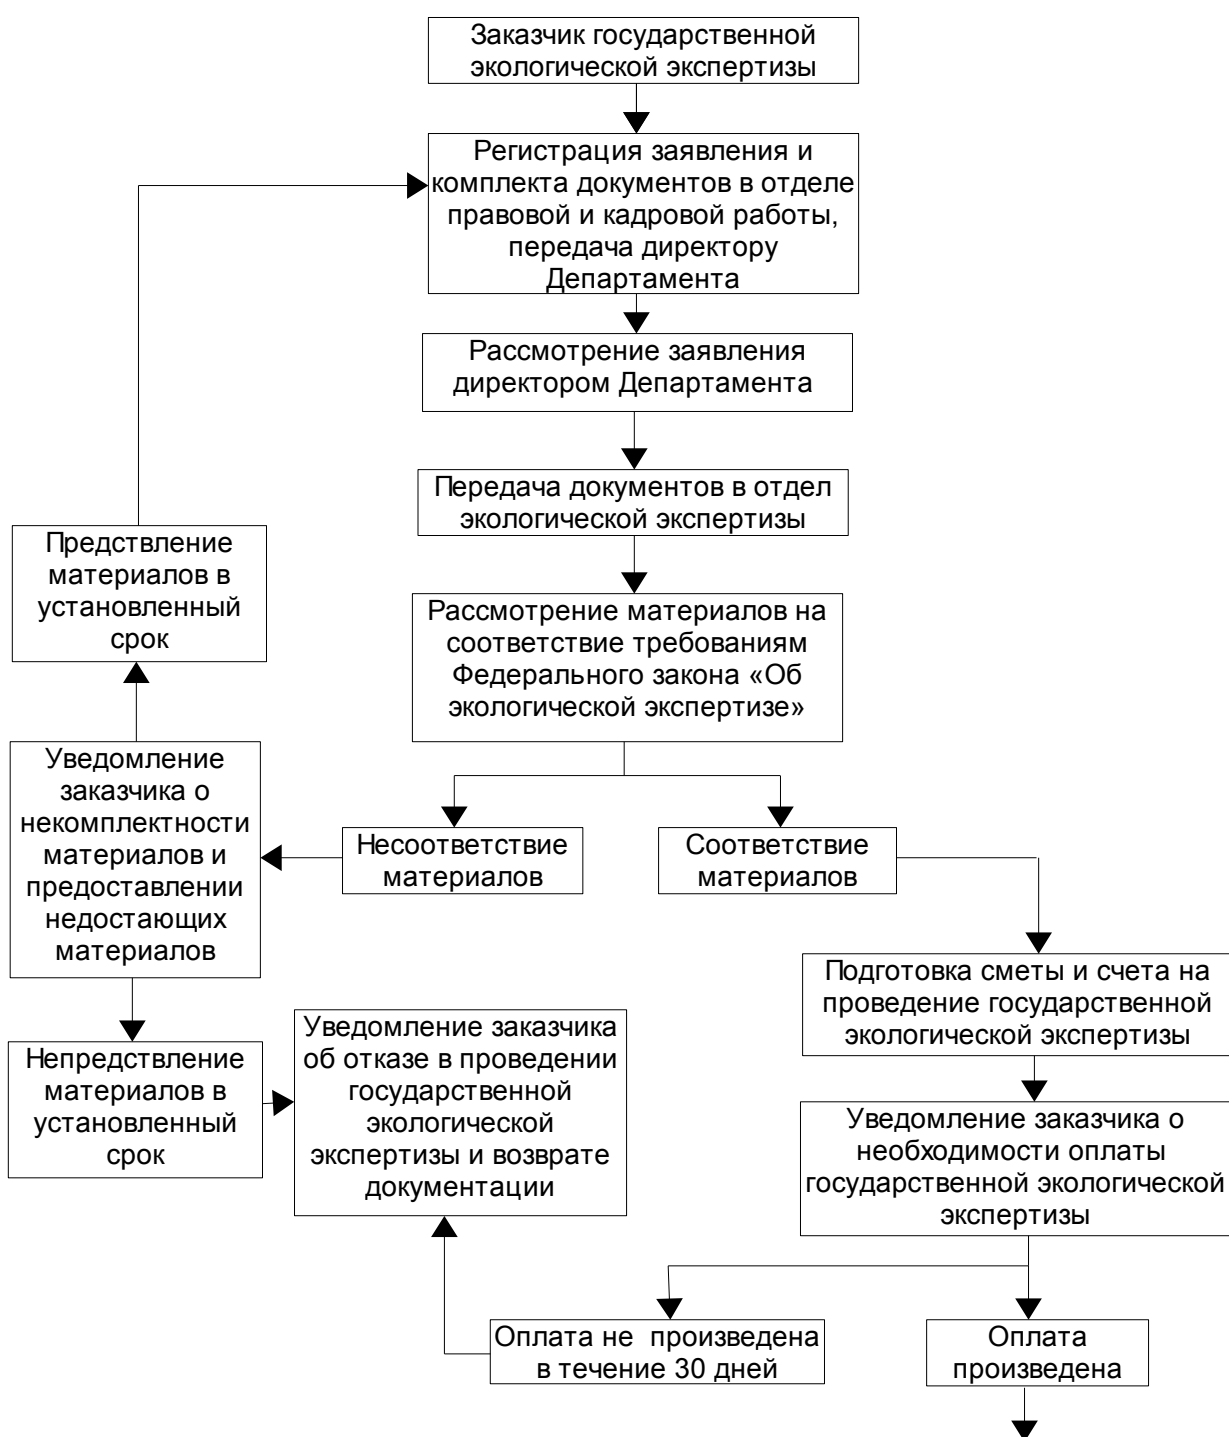 Заказчик государственной
экологической экспертизы
Регистрация заявления и
комплекта документов в отделе
правовой и кадровой работы,
передача директору
Департамента
Рассмотрение заявления
директором Департамента
Передача документов в отдел
экологической экспертизы
Предствление
материалов в
установленный
срок
Рассмотрение материалов на
соответствие требованиям
Федерального закона «Об
экологической экспертизе»
Уведомление
заказчика о
некомплектности
материалов и
предоставлении
недостающих
материалов
Несоответствие
материалов
Соответствие
материалов
Подготовка сметы и счета на
проведение государственной
экологической экспертизы
Непредствление
материалов в
установленный
срок
Уведомление заказчика
об отказе в проведении
государственной
экологической
экспертизы и возврате
документации
Уведомление заказчика о
необходимости оплаты
государственной экологической
экспертизы
Оплата не  произведена
в течение 30 дней
Оплата
произведена